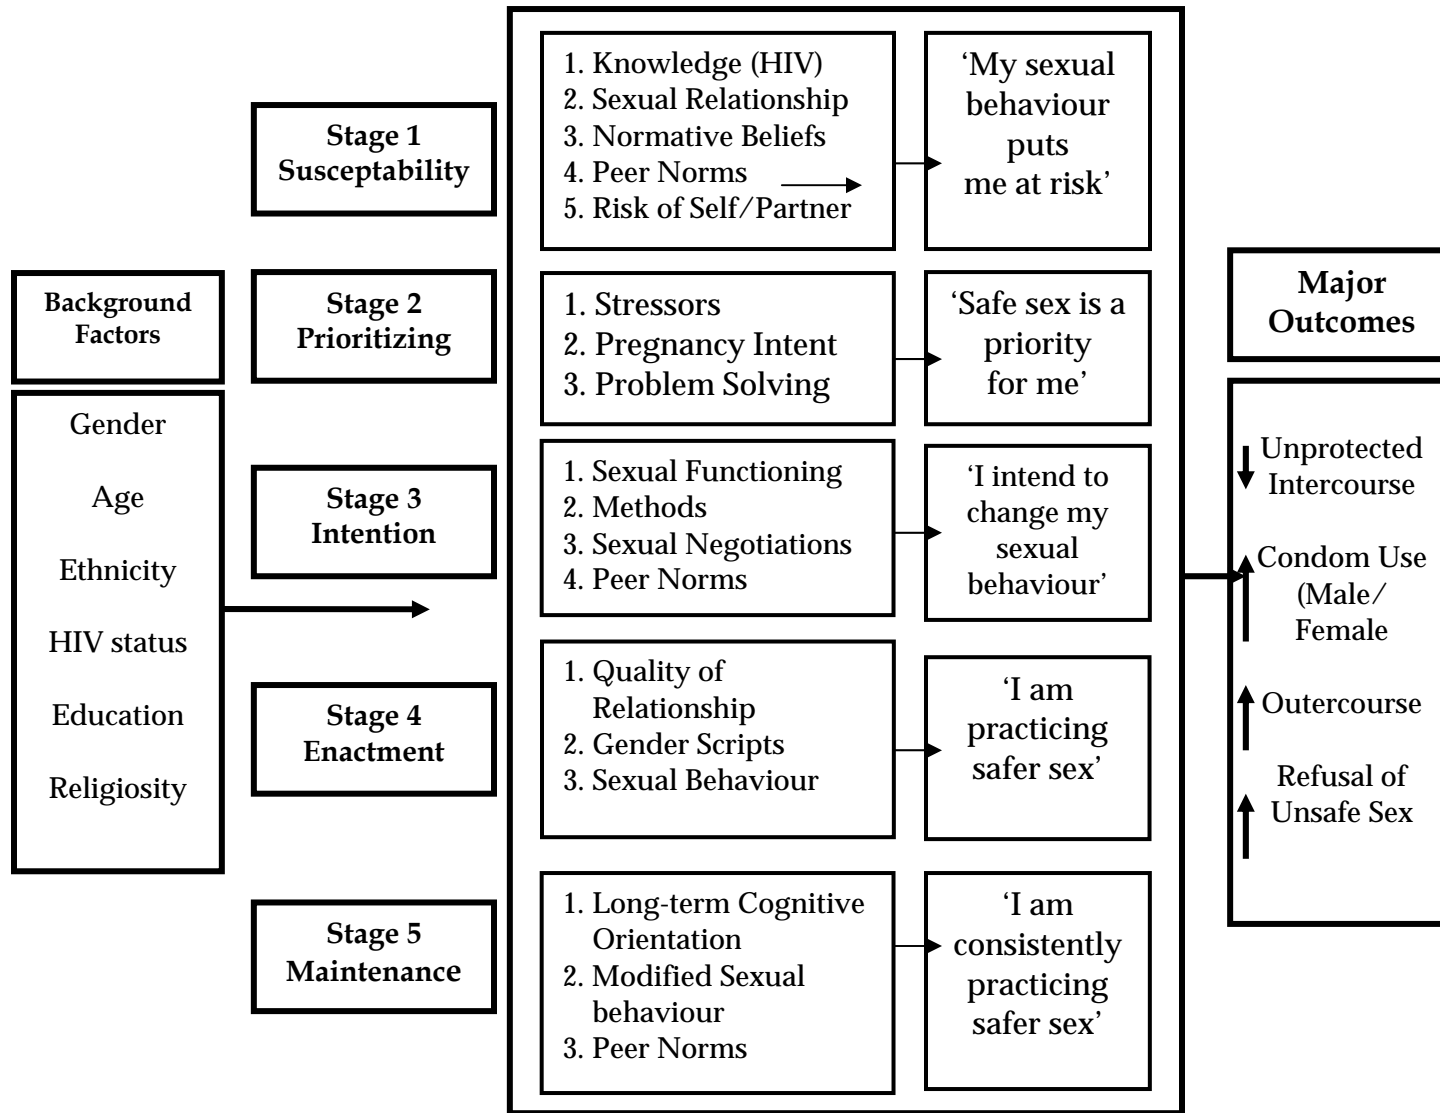 Background
Factors
Gender
Age
Ethnicity
HIV status
Education
Religiosity
Stage 1
Susceptability
1. Knowledge (HIV)
2. Sexual Relationship
3. Normative Beliefs
4. Peer Norms
5. Risk of Self/Partner
‘My sexual
behaviour
puts
me at risk’
Stage 2
Prioritizing
1. Stressors
2. Pregnancy Intent
3. Problem Solving
‘Safe sex is a
priority
for me’
Stage 3
Intention
1. Sexual Functioning
2. Methods
3. Sexual Negotiations
4. Peer Norms
‘I intend to
change my
sexual
behaviour’
Stage 4
Enactment
1. Quality of
Relationship
2. Gender Scripts
3. Sexual Behaviour
‘I am
practicing
safer sex’
Stage 5
Maintenance
1. Long-term Cognitive
Orientation
2. Modified Sexual
behaviour
3. Peer Norms
‘I am
consistently
practicing
safer sex’
Major
Outcomes
Unprotected
Intercourse
Condom Use
(Male/
Female
Outercourse
Refusal of
Unsafe Sex